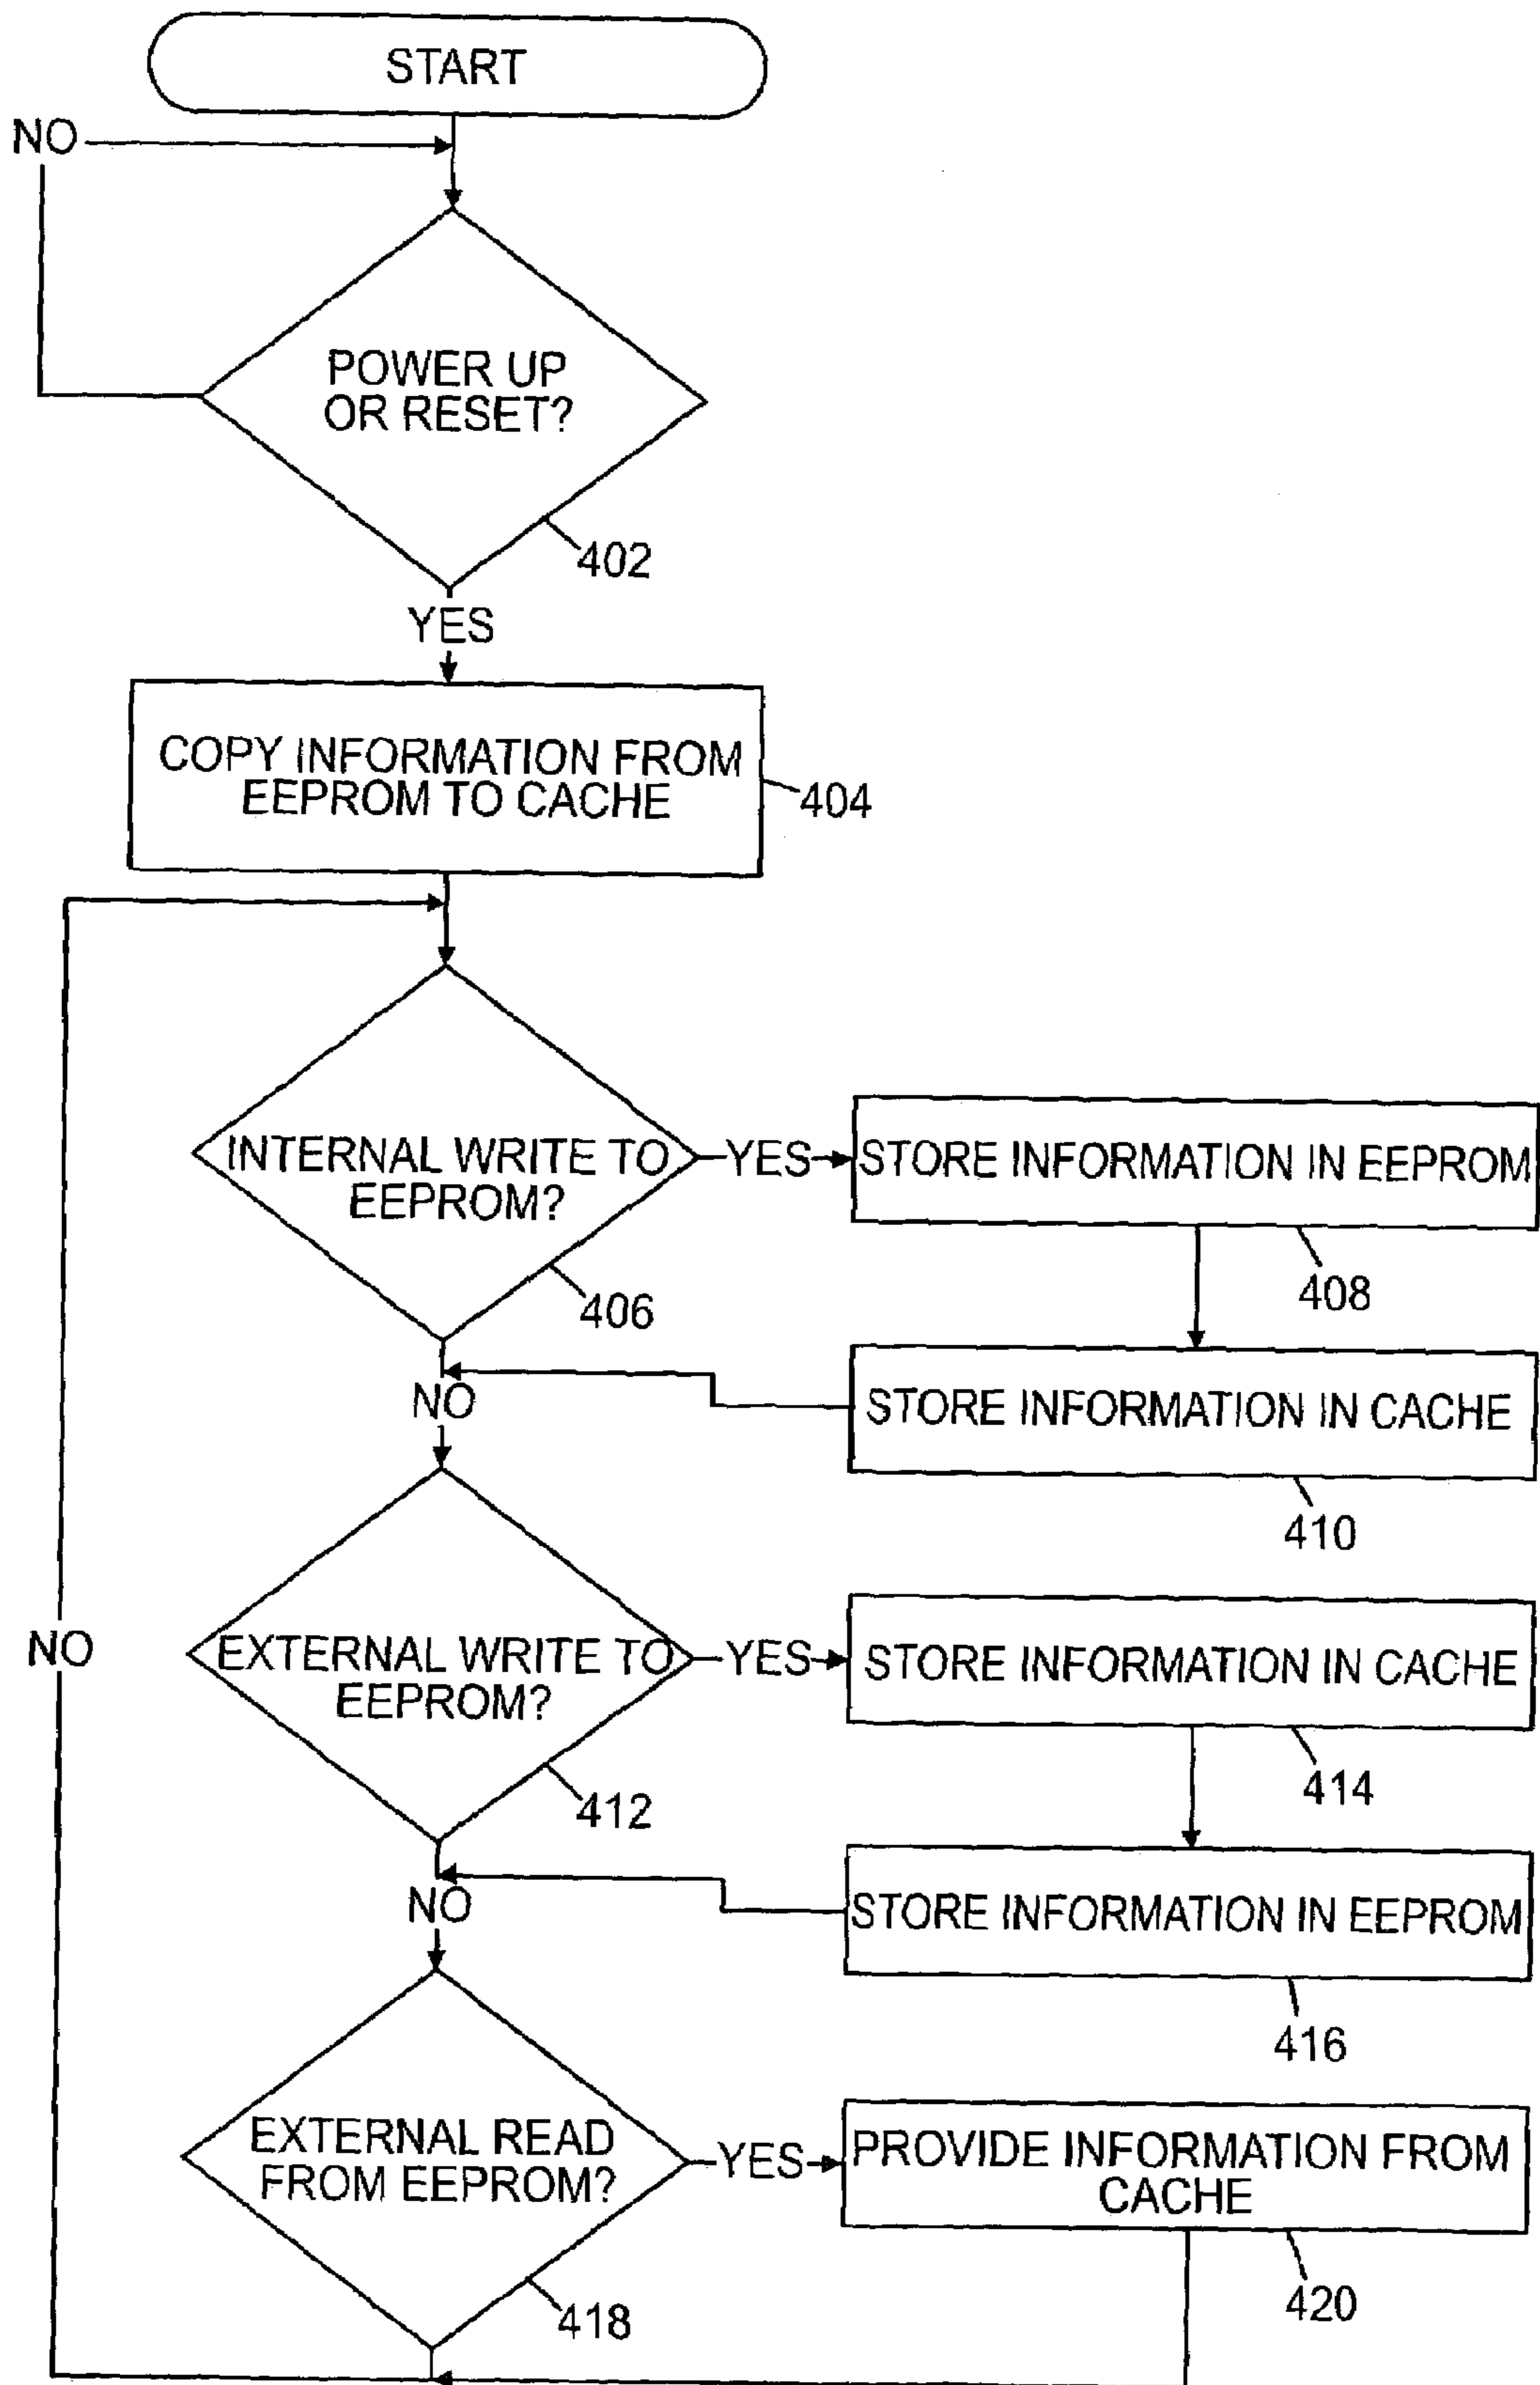 START
NO
POWER UP
OR RESET?
402
YES
COPY INFORMATION FROM
EEPROM TO CACHE
404
INTERNAL WRITE TO
EEPROM?
406
YES
STORE INFORMATION IN EEPROM
408
STORE INFORMATION IN CACHE
410
NO
EXTERNAL WRITE TO
EEPROM?
412
YES
STORE INFORMATION IN CACHE
414
STORE INFORMATION IN EEPROM
416
NO
NO
EXTERNAL READ
FROM EEPROM?
418
YES
PROVIDE INFORMATION FROM
CACHE
420